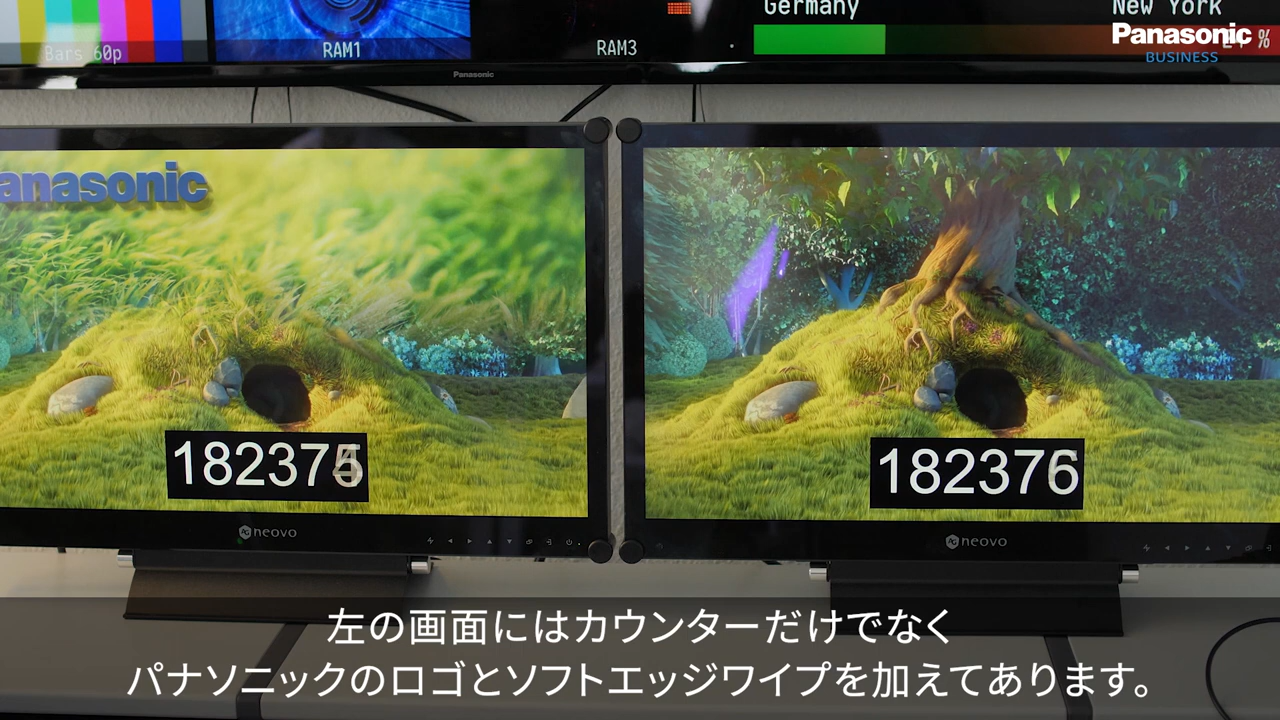 Bars 60p
RAM1
RAM3
Germany
New York
Panasonic
BUSINESS
Panasonic
anasonic
182376
neovo
neovo
左の画面にはカウンターだけでなく
パナソニックのロゴとソフトエッジワイプを加えてあります。